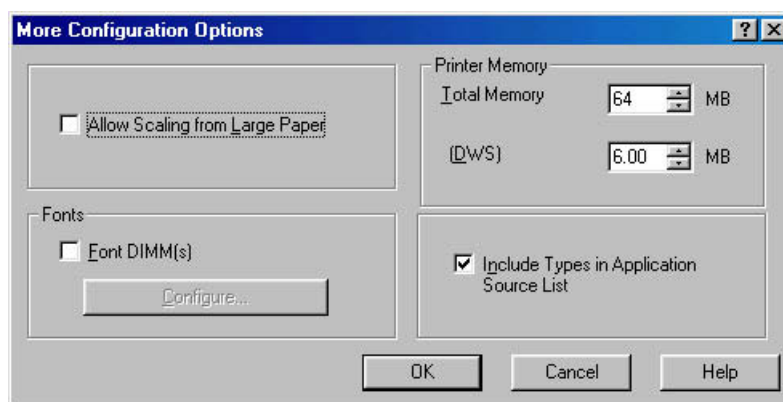 More Configuration Options
Allow Scaling from Large Paper
Printer Memory
Total Memory 64 MB
(DWS) 6.00 MB
Fonts
Font DIMM(s)
Configure...
Include Types in Application
Source List
OK Cancel Help